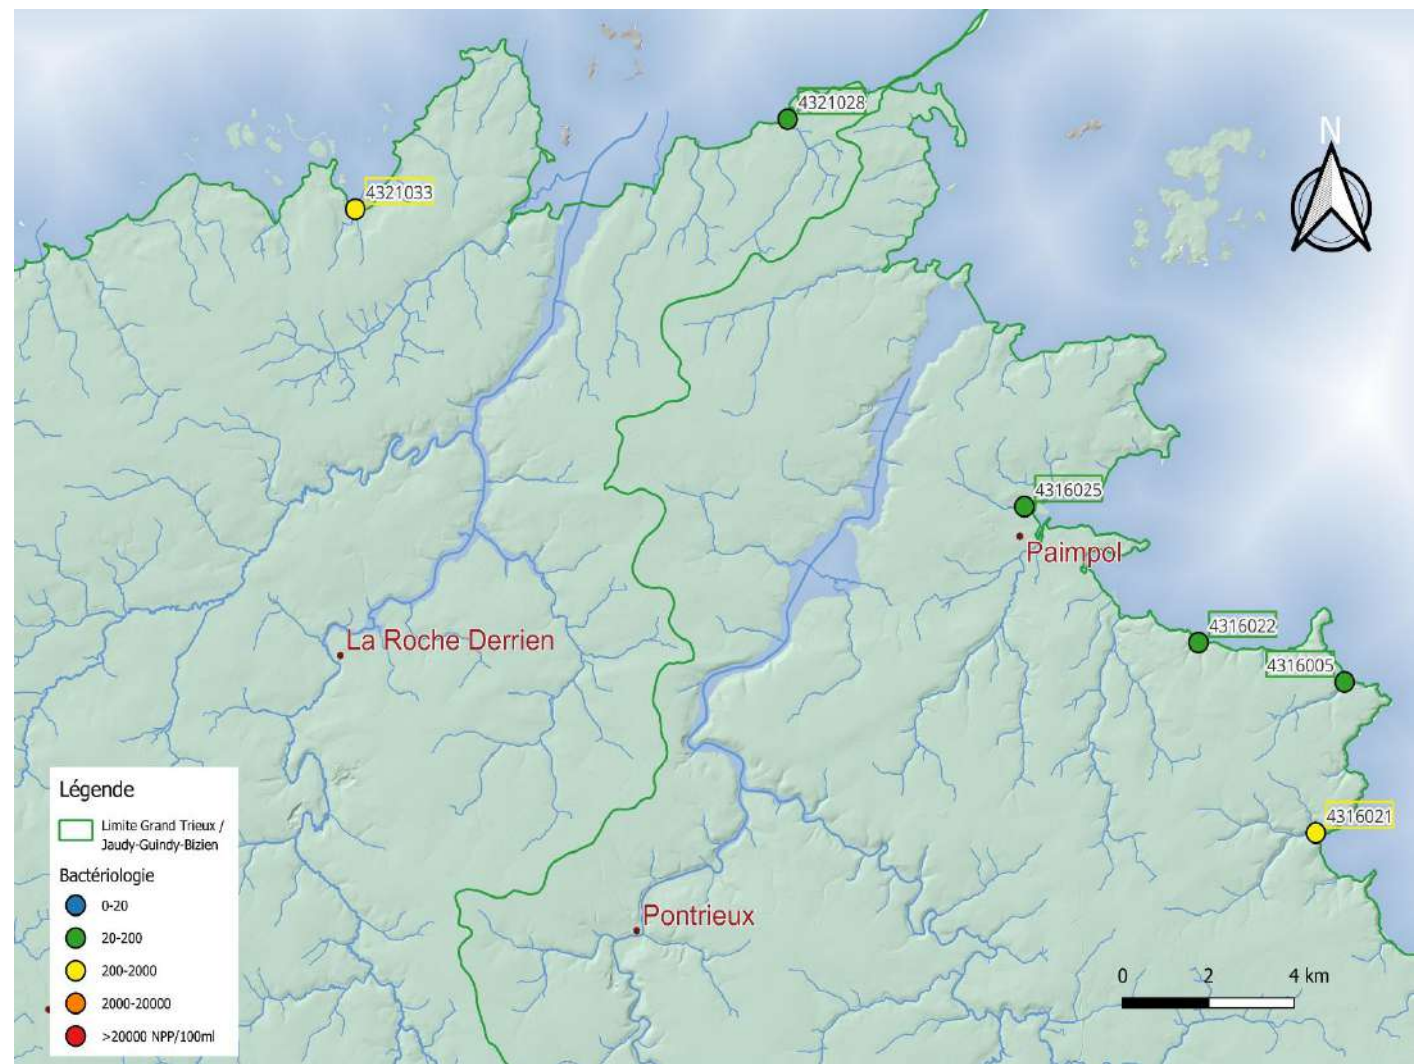 4321028
N
4321033
4316025
Paimpol
4316022
La Roche Derrien
4316005
Légende
Limite Grand Trieux /
Jaudy-Guindy-Bizien
4316021
Bactériologie
0-20
Pontrieux
20-200
200-2000
0 2 4 km
2000-20000
>20000 NPP/100ml